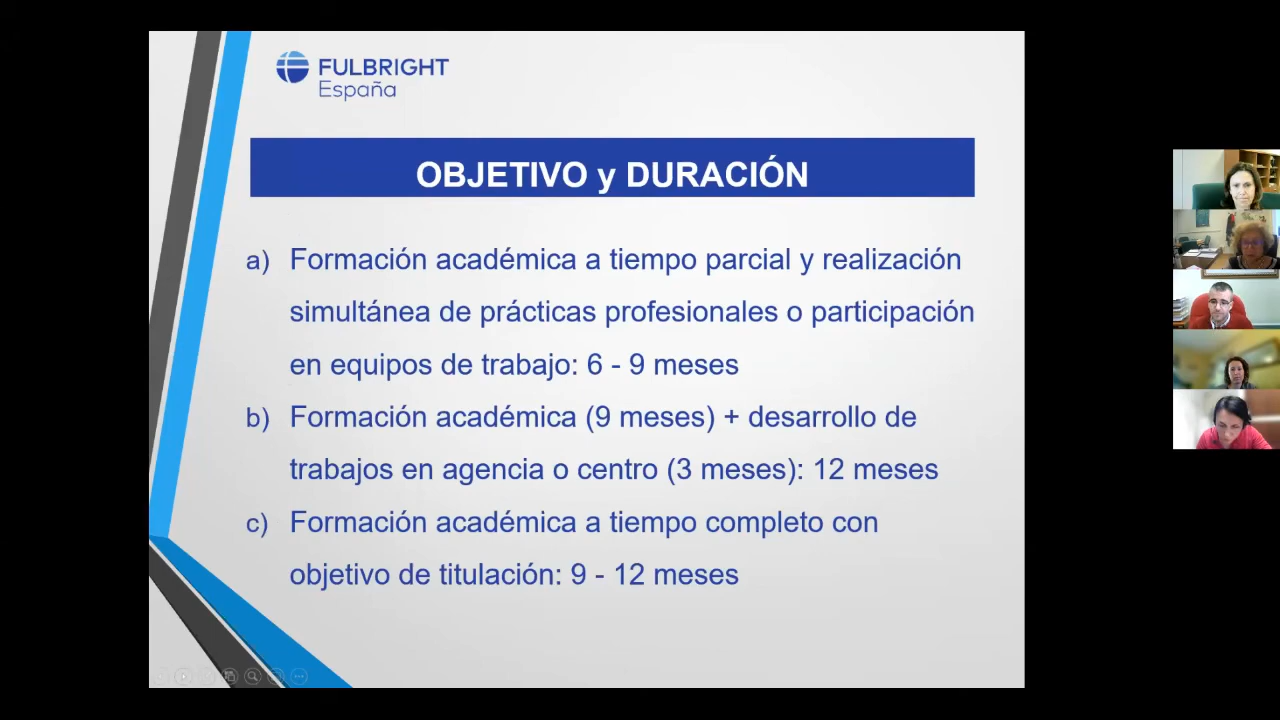 FULBRIGHT
España
OBJETIVO y DURACIÓN
a) Formación académica a tiempo parcial y realización
simultánea de prácticas profesionales o participación
en equipos de trabajo: 6 - 9 meses
b) Formación académica (9 meses) + desarrollo de
trabajos en agencia o centro (3 meses): 12 meses
c) Formación académica a tiempo completo con
objetivo de titulación: 9 - 12 meses